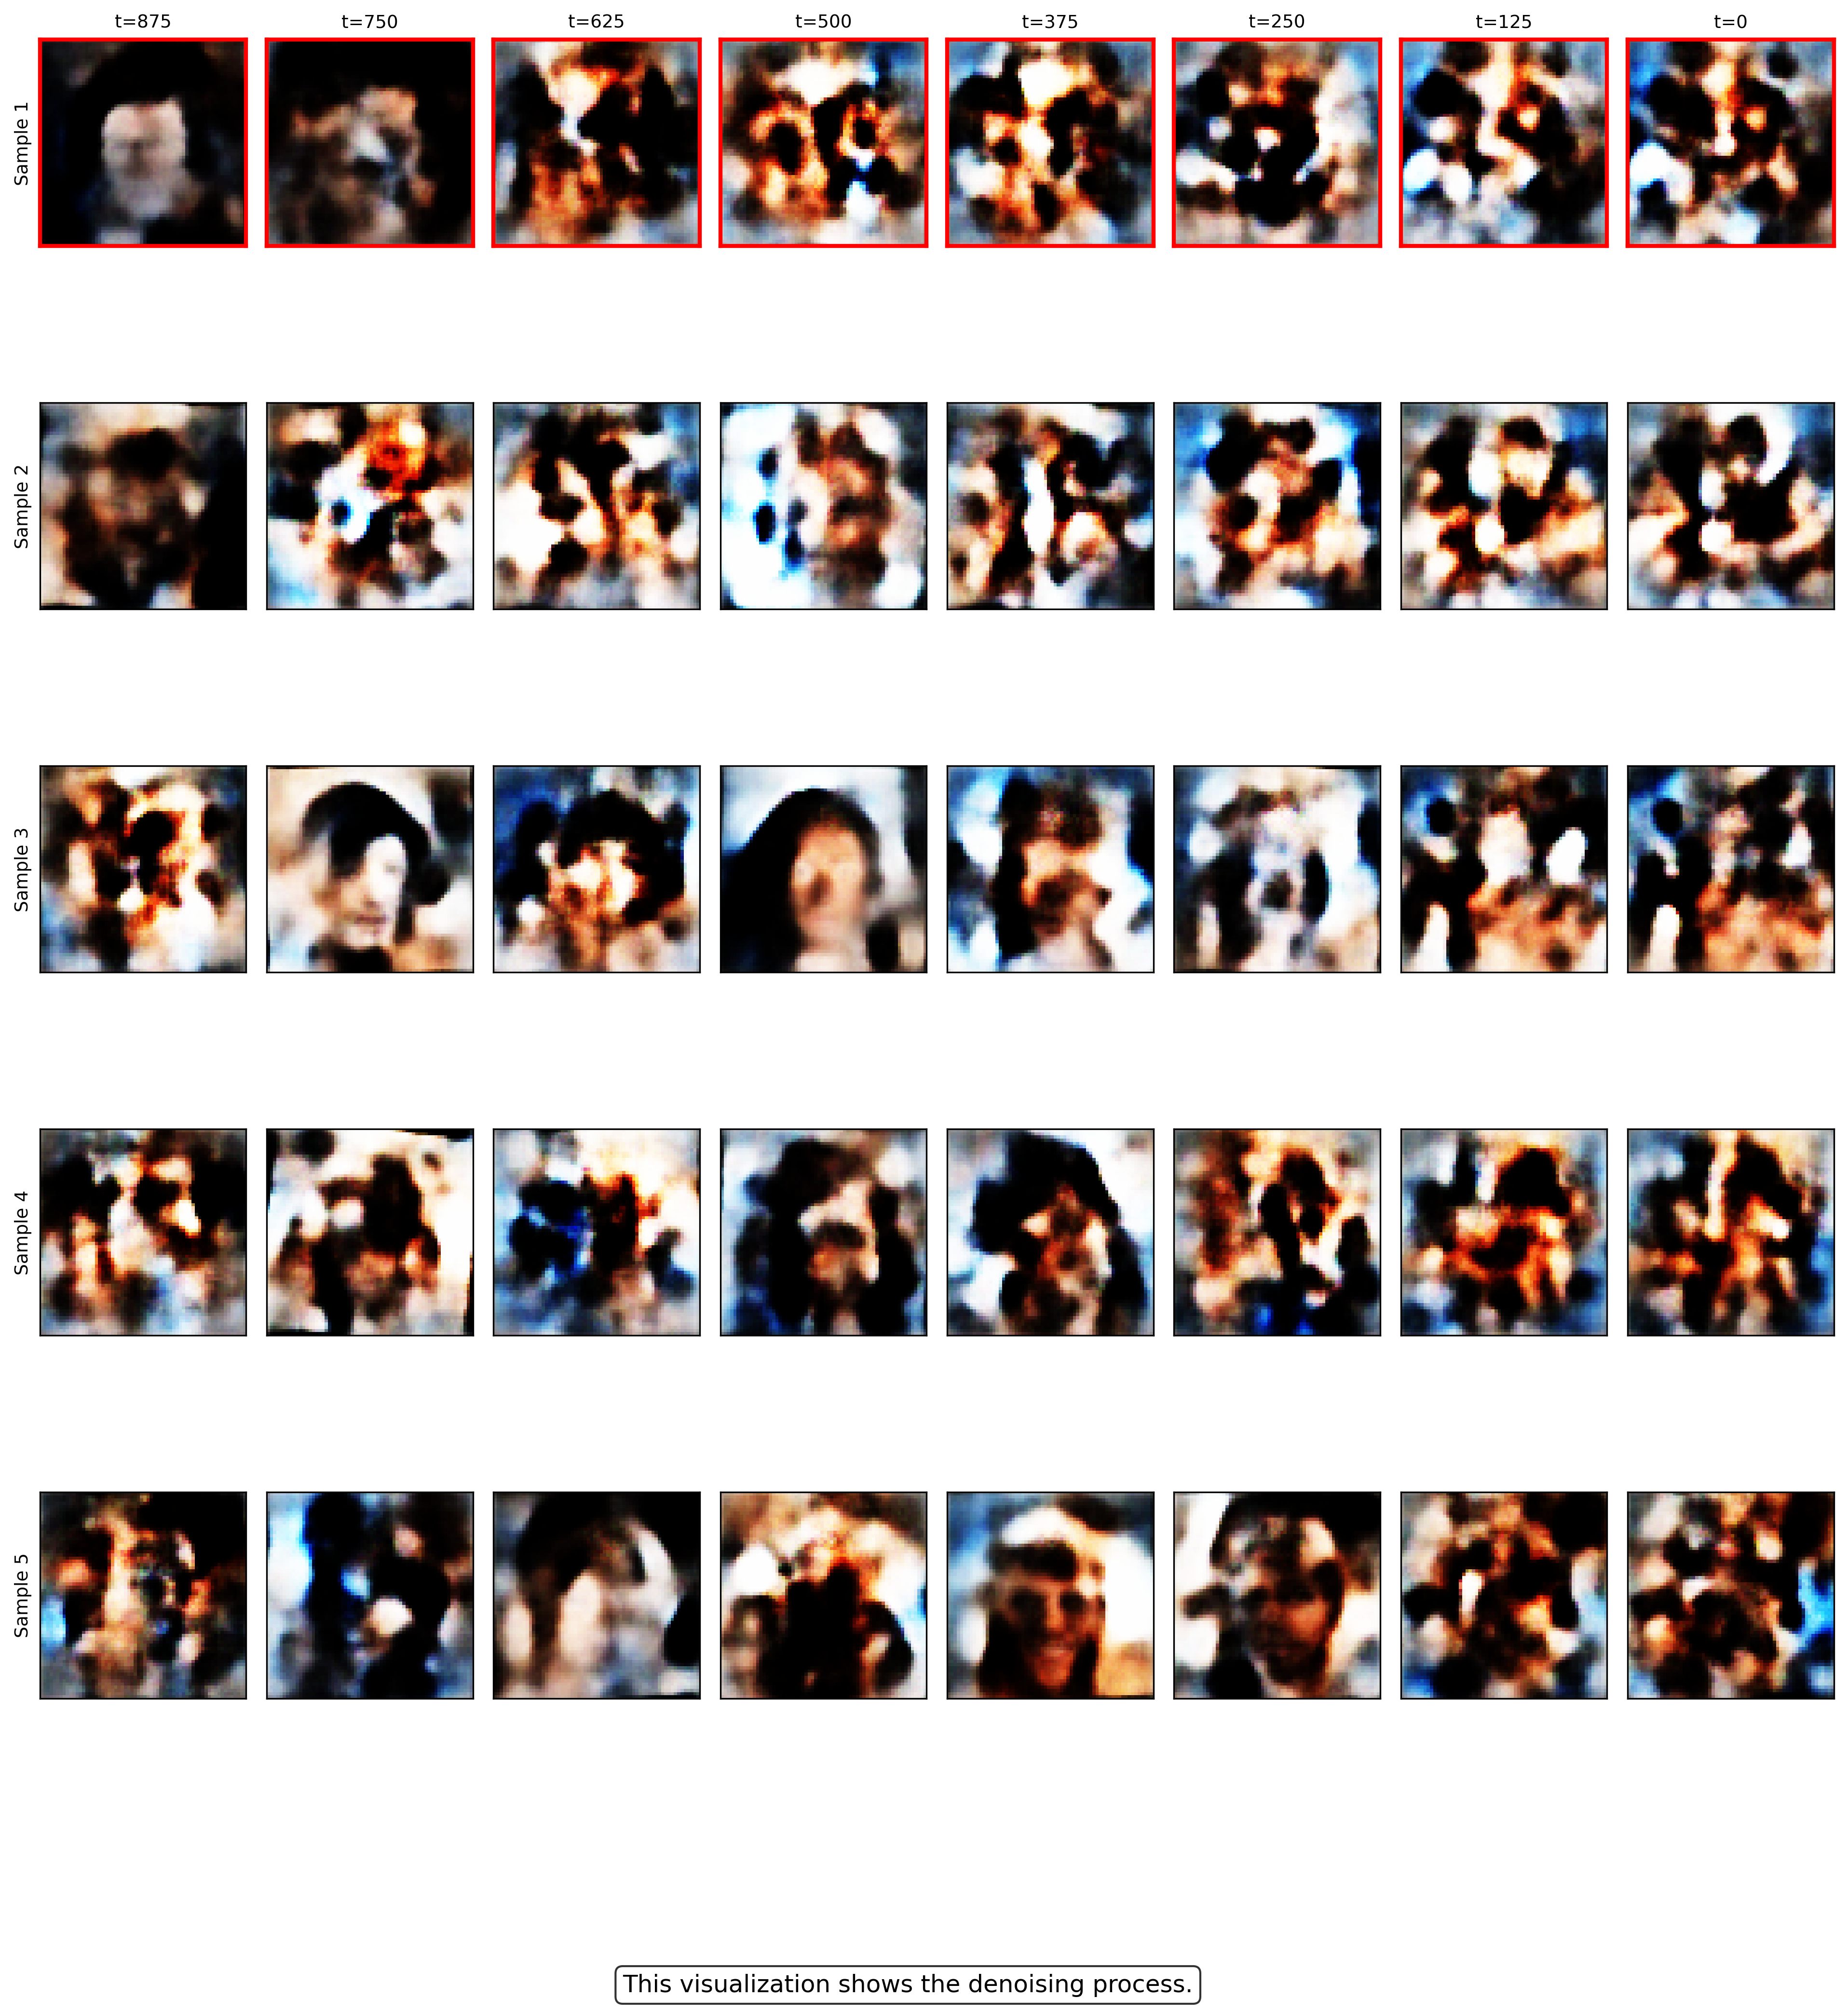 t=875 t=750 t=625 t=500 t=375 t=250 t=125 t=0
Sample 1
Sample 2
Sample 3
Sample 4
Sample 5
This visualization shows the denoising process.